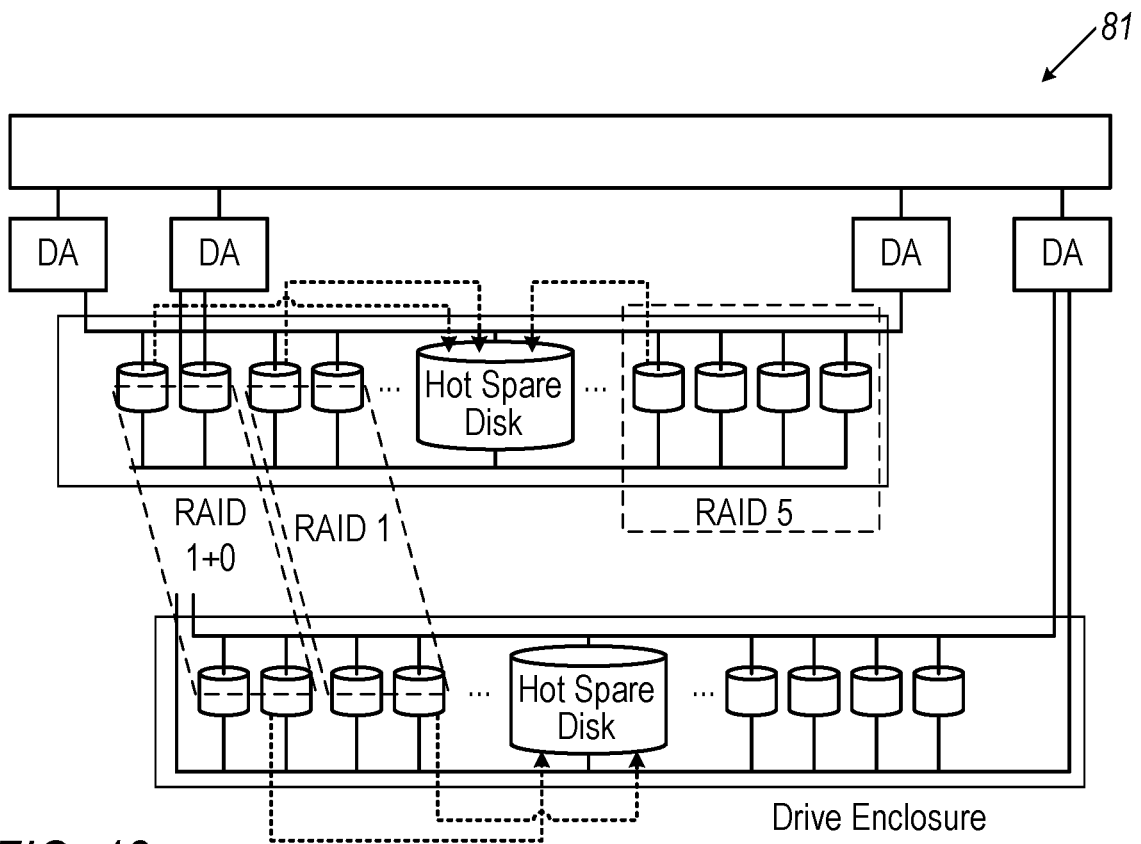 81
DA
DA
DA
DA
...
Hot Spare
Disk
...
RAID
1+0
RAID 1
RAID 5
...
Hot Spare
Disk
...
Drive Enclosure